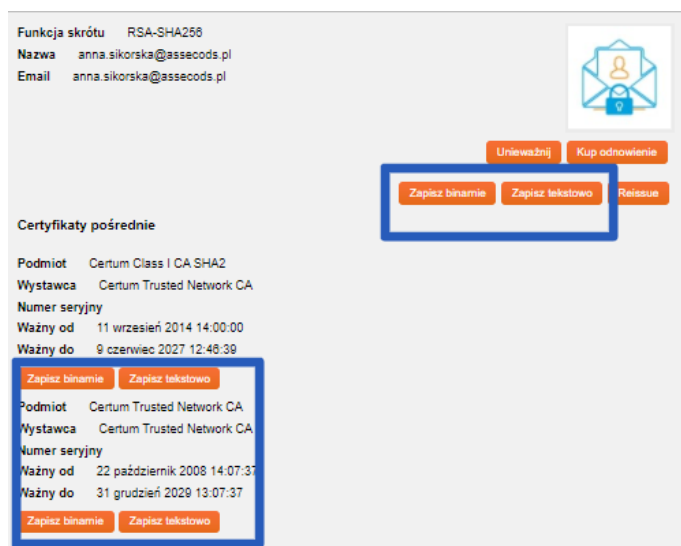 Funkcja skrótu RSA-SHA256
Nazwa anna.sikorska@assecods.pl
Email anna.sikorska@assecods.pl
Unieważnij Kup odnowienie
Zapisz binarnie Zapisz tekstowo Reissue
Certyfikaty pośrednie
Podmiot Certum Class I CA SHA2
Wystawca Certum Trusted Network CA
Numer seryjny
Ważny od 11 wrzesień 2014 14:00:00
Ważny do 9 czerwiec 2027 12:46:39
Zapisz binarnie Zapisz tekstowo
Podmiot Certum Trusted Network CA
Wystawca Certum Trusted Network CA
Numer seryjny
Ważny od 22 październik 2008 14:07:37
Ważny do 31 grudzień 2029 13:07:37
Zapisz binarnie Zapisz tekstowo